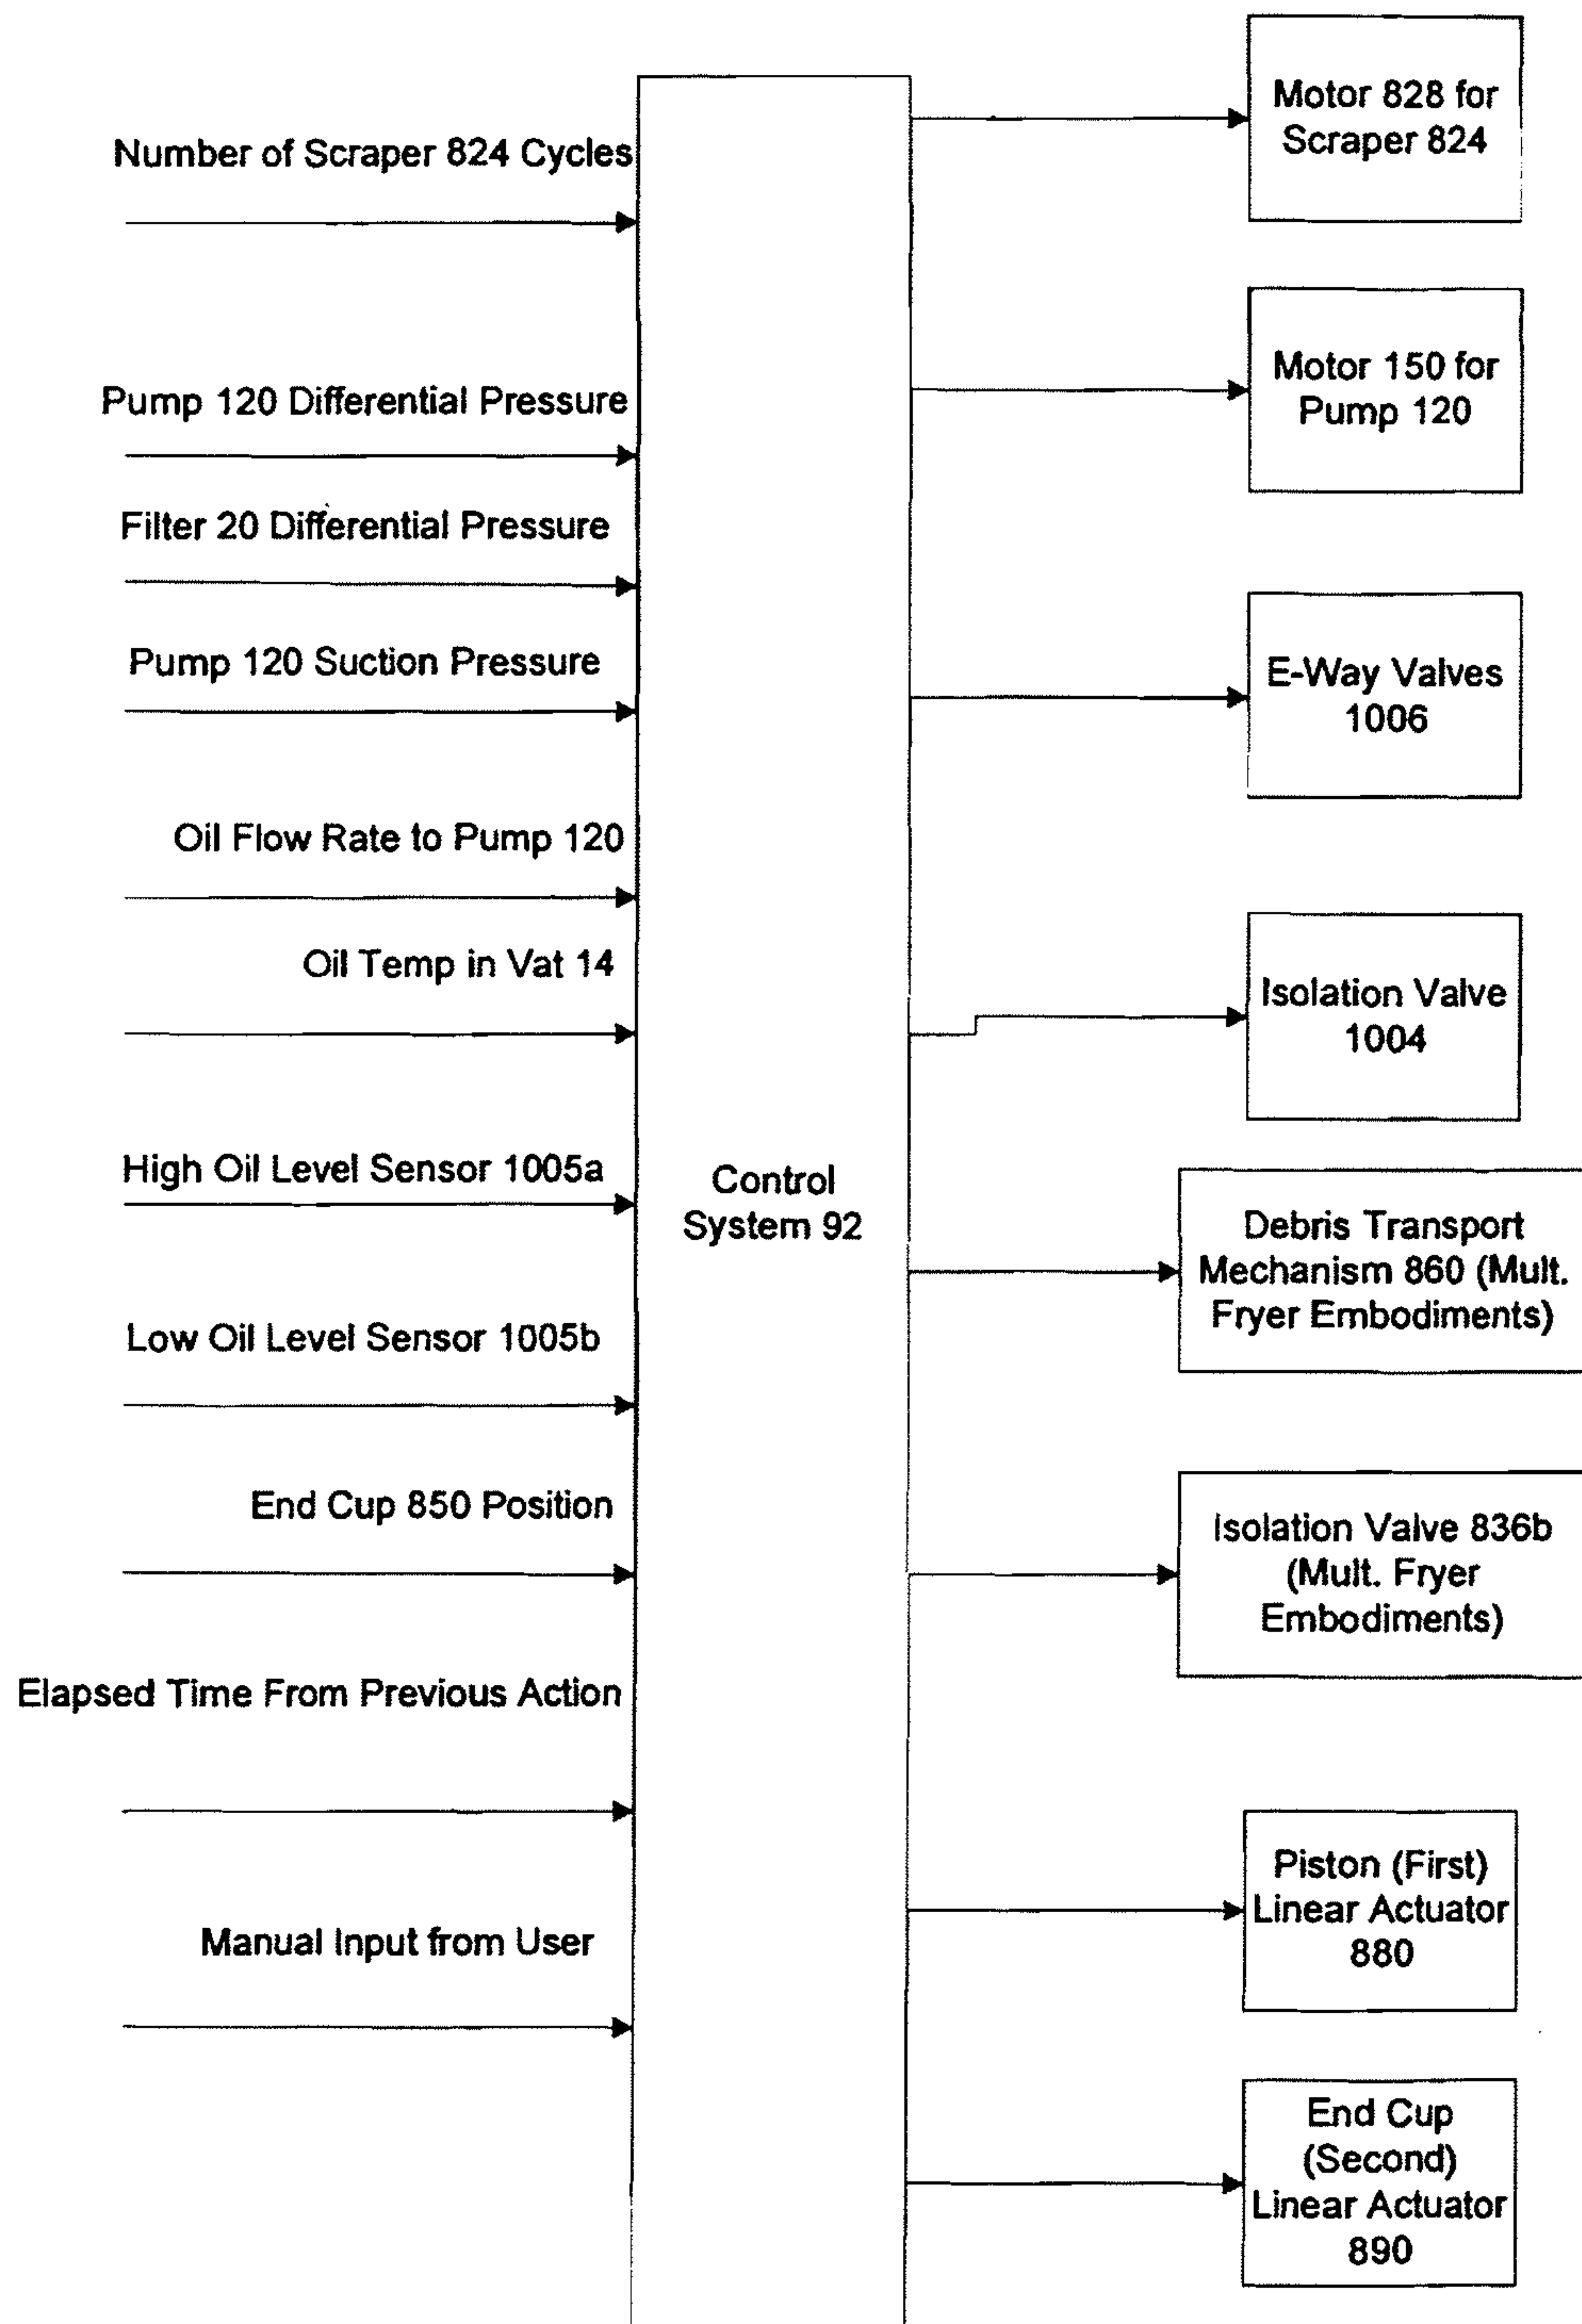 Number of Scraper 824 Cycles
Pump 120 Differential Pressure
Filter 20 Differential Pressure
Pump 120 Suction Pressure
Oil Flow Rate to Pump 120
Oil Temp in Vat 14
High Oil Level Sensor 1005a
Low Oil Level Sensor 1005b
End Cup 850 Position
Elapsed Time From Previous Action
Manual Input from User
Control
System 92
Motor 828 for
Scraper 824
Motor 150 for
Pump 120
E-Way Valves
1006
Isolation Valve
1004
Debris Transport
Mechanism 860 (Mult.
Fryer Embodiments)
Isolation Valve 836b
(Mult. Fryer
Embodiments)
Piston (First)
Linear Actuator
880
End Cup
(Second)
Linear Actuator
890